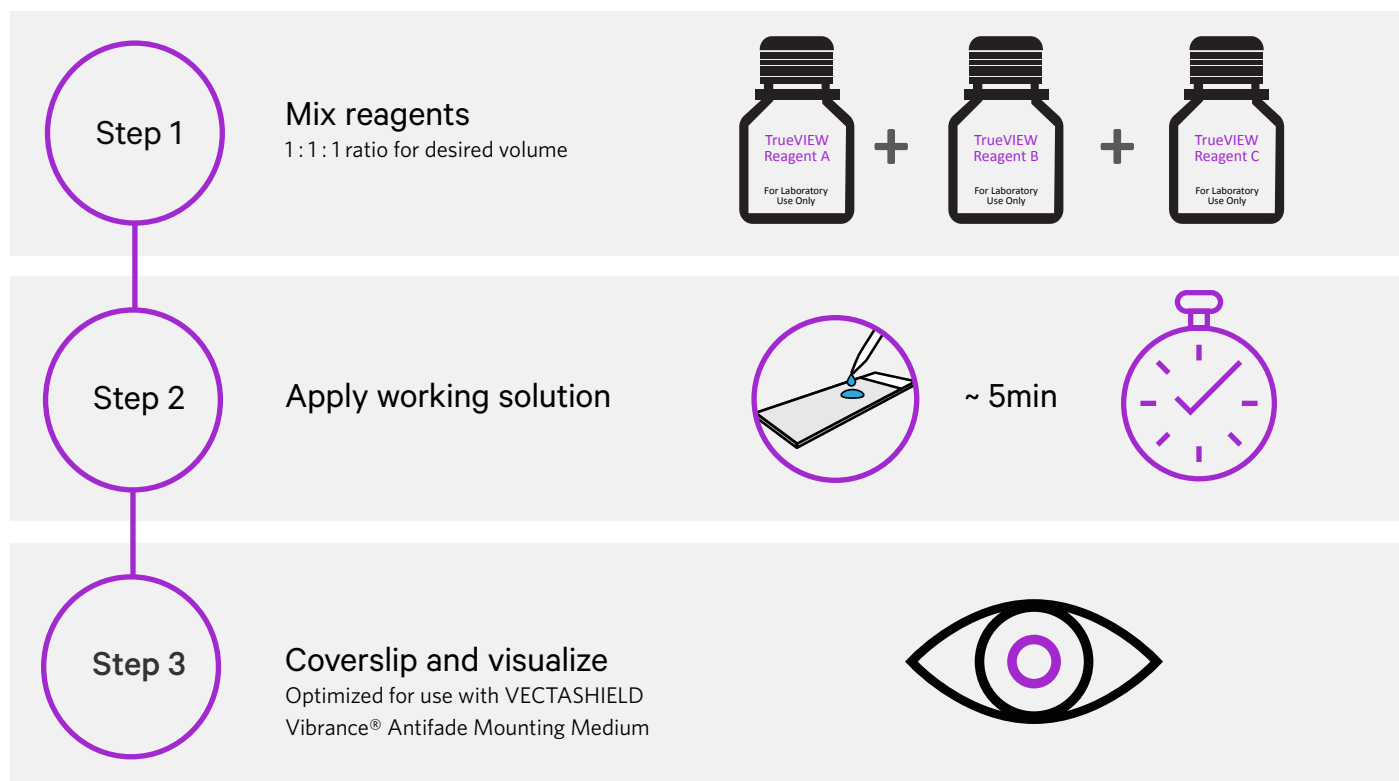 Step 1
Mix reagents
1 : 1 : 1 ratio for desired volume
TrueVIEW
Reagent A
For Laboratory
Use Only
+
TrueVIEW
Reagent B
For Laboratory
Use Only
+
TrueVIEW
Reagent C
For Laboratory
Use Only
Step 2
Apply working solution
~ 5min
Step 3
Coverslip and visualize
Optimized for use with VECTASHIELD
Vibrance® Antifade Mounting Medium